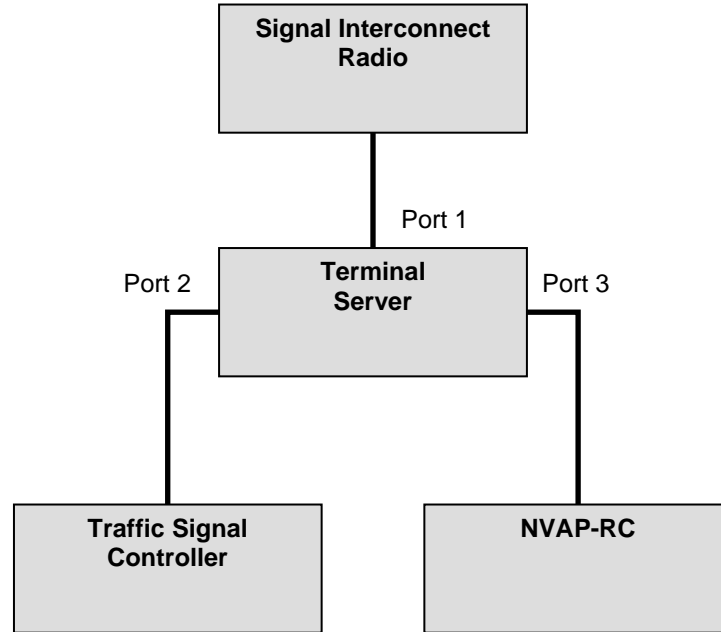 Signal Interconnect
Radio
Port 1
Terminal
Server
Port 2
Port 3
Traffic Signal
Controller
NVAP-RC